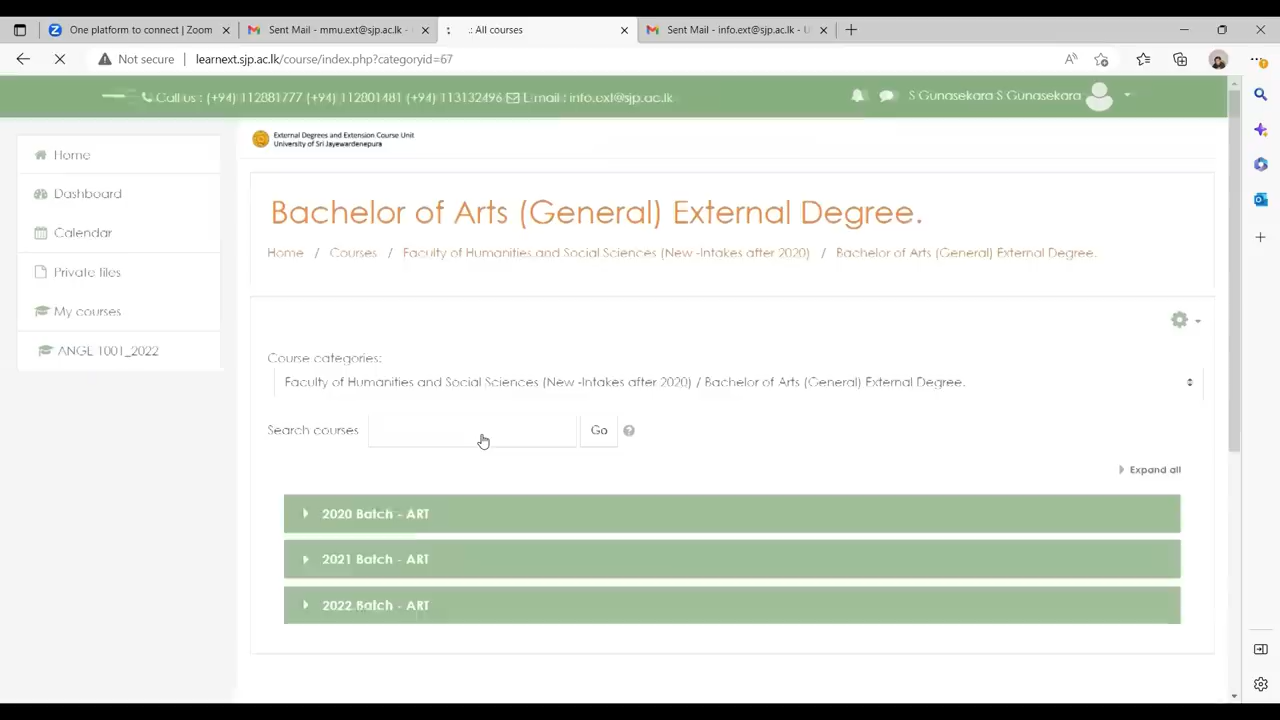 One platform to connect | Zoom
Sent Mail - mmu.ext@sjp.ac.lk -
.: All courses
Sent Mail - info.ext@sjp.ac.lk - U
Not secure
learnext.sjp.ac.lk/course/index.php?categoryid=67
Call us : (+94) 112881777 (+94) 112801481 (+94) 113132496 E.mail : info.ext@sjp.ac.lk
S Gunasekara S Gunasekara
External Degrees and Extension Course Unit
University of Sri Jayewardenepura
Home
Dashboard
Calendar
Private files
My courses
ANGE 1001_2022
Bachelor of Arts (General) External Degree.
Home / Courses / Faculty of Humanities and Social Sciences (New -Intakes after 2020) / Bachelor of Arts (General) External Degree.
Course categories:
Faculty of Humanities and Social Sciences (New -Intakes after 2020) / Bachelor of Arts (General) External Degree.
Search courses
Go
Expand all
2020 Batch - ART
2021 Batch - ART
2022 Batch - ART